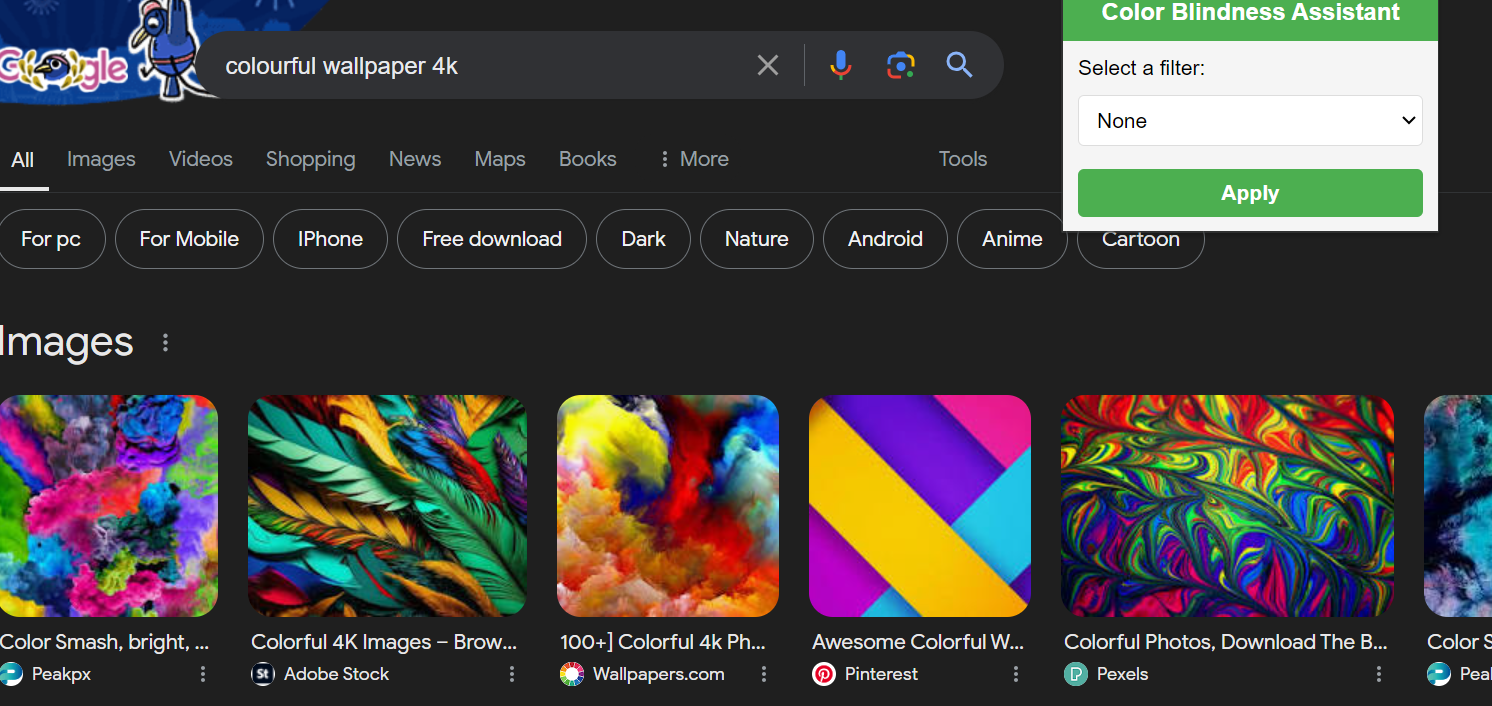 Color Blindness Assistant
Google
colourful wallpaper 4k
Select a filter:
None
Apply
All Images Videos Shopping News Maps Books More Tools
For pc For Mobile IPhone Free download Dark Nature Android Anime Cartoon
Images
Color Smash, bright, ...
Peakpx
Colorful 4K Images – Brow...
St Adobe Stock
100+] Colorful 4k Ph...
Wallpapers.com
Awesome Colorful W...
Pinterest
Colorful Photos, Download The B...
Pexels
Color S
Peal